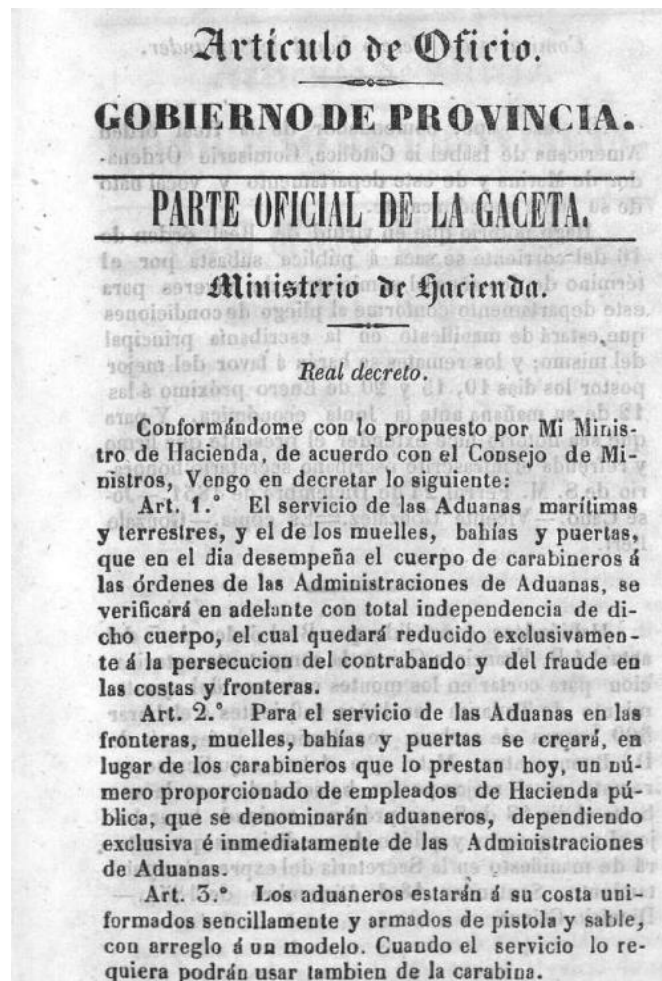 Artículo de Oficio.
GOBIERNO DE PROVINCIA.
PARTE OFICIAL DE LA GACETA.
Ministerio de Hacienda.
Real decreto.
Conformándome con lo propuesto por Mi Minis-
tro de Hacienda, de acuerdo con el Consejo de Mi-
nistros, Vengo en decretar lo siguiente:
Art. 1.° El servicio de las Aduanas marítimas
y terrestres, y el de los muelles, bahías y puertas,
que en el dia desempeña el cuerpo de carabineros á
las órdenes de las Administraciones de Aduanas, se
verificará en adelante con total independencia de di-
cho cuerpo, el cual quedará reducido exclusivamen-
te á la persecucion del contrabando y del fraude en
las costas y fronteras.
Art. 2.° Para el servicio de las Aduanas en las
fronteras, muelles, bahías y puertas se creará, en
lugar de los carabineros que lo prestan hoy, un nú-
mero proporcionado de empleados de Hacienda pú-
blica, que se denominarán aduaneros, dependiendo
exclusiva é inmediatamente de las Administraciones
de Aduanas.
Art. 3.° Los aduaneros estarán á su costa uni-
formados sencillamente y armados de pistola y sable,
con arreglo á un modelo. Cuando el servicio lo re-
quiera podrán usar tambien de la carabina.